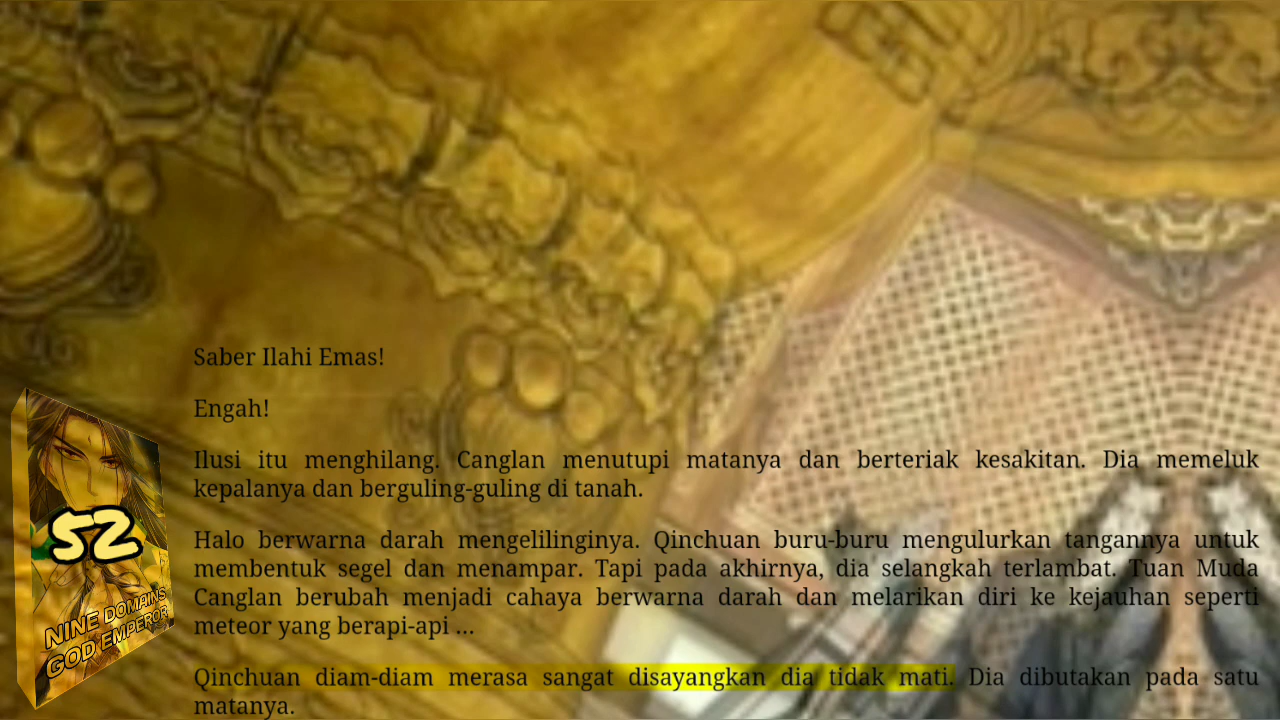 Saber Ilahi Emas!
Engah!
Ilusi itu menghilang. Canglan menutupi matanya dan berteriak kesakitan. Dia memeluk
kepalanya dan berguling-guling di tanah.
Halo berwarna darah mengelilinginya. Qinchuan buru-buru mengulurkan tangannya untuk
membentuk segel dan menampar. Tapi pada akhirnya, dia selangkah terlambat. Tuan Muda
Canglan berubah menjadi cahaya berwarna darah dan melarikan diri ke kejauhan seperti
meteor yang berapi-api ...
Qinchuan diam-diam merasa sangat disayangkan dia tidak mati. Dia dibutakan pada satu
matanya.
52
NINE DOMAINS
GOD EMPEROR